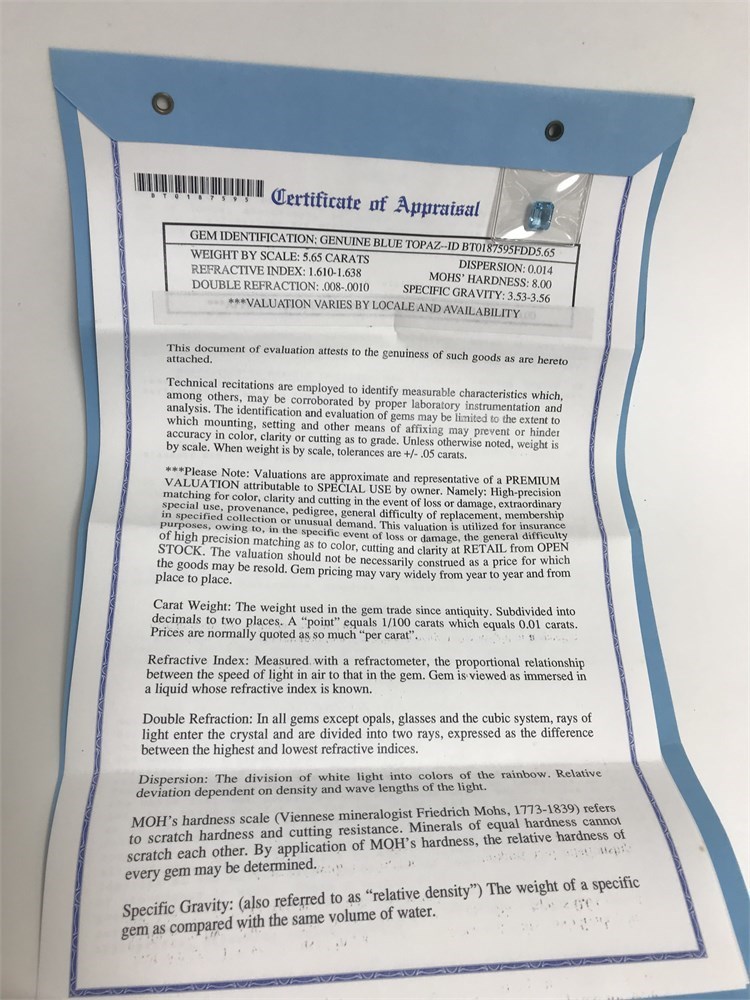 BT0187595
Certificate of Appraisal
GEM IDENTIFICATION: GENUINE BLUE TOPAZ--ID BT0187595FDD5.65
WEIGHT BY SCALE: 5.65 CARATS
DISPERSION: 0.014
REFRACTIVE INDEX: 1.610-1.638
MOHS' HARDNESS: 8.00
DOUBLE REFRACTION: .008-.0010
SPECIFIC GRAVITY: 3.53-3.56
***VALUATION VARIES BY LOCALE AND AVAILABILITY
This document of evaluation attests to the genuineness of such goods as are hereto
attached.
Technical recitations are employed to identify measurable characteristics which,
among others, may be corroborated by proper laboratory instrumentation and
analysis. The identification and evaluation of gems may be limited to the extent to
which mounting, setting and other means of affixing may prevent or hinder
accuracy in color, clarity or cutting as to grade. Unless otherwise noted, weight is
by scale. When weight is by scale, tolerances are +/- .05 carats.
***Please Note: Valuations are approximate and representative of a PREMIUM
VALUATION attributable to SPECIAL USE by owner. Namely: High-precision
matching for color, clarity and cutting in the event of loss or damage, extraordinary
special use, provenance, pedigree, general difficulty of replacement, membership
in specified collection or unusual demand. This valuation is utilized for insurance
purposes, owing to, in the specific event of loss or damage, the general difficulty
of high precision matching as to color, cutting and clarity at RETAIL from OPEN
STOCK. The valuation should not be necessarily construed as a price for which
the goods may be resold. Gem pricing may vary widely from year to year and from
place to place.
Carat Weight: The weight used in the gem trade since antiquity. Subdivided into
decimals to two places. A “point” equals 1/100 carats which equals 0.01 carats.
Prices are normally quoted as so much “per carat”.
Refractive Index: Measured with a refractometer, the proportional relationship
between the speed of light in air to that in the gem. Gem is viewed as immersed in
a liquid whose refractive index is known.
Double Refraction: In all gems except opals, glasses and the cubic system, rays of
light enter the crystal and are divided into two rays, expressed as the difference
between the highest and lowest refractive indices.
Dispersion: The division of white light into colors of the rainbow. Relative
deviation dependent on density and wave lengths of the light.
MOH's hardness scale (Viennese mineralogist Friedrich Mohs, 1773-1839) refers
to scratch hardness and cutting resistance. Minerals of equal hardness cannot
scratch each other. By application of MOH's hardness, the relative hardness of
every gem may be determined.
Specific Gravity: (also referred to as “relative density”) The weight of a specific
gem as compared with the same volume of water.